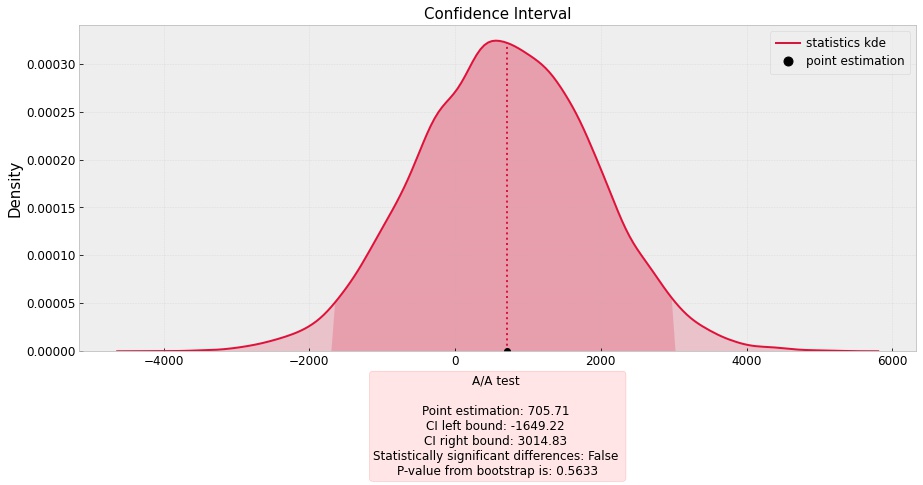 Confidence Interval
statistics kde
point estimation
Density
0.00030
0.00025
0.00020
0.00015
0.00010
0.00005
0.00000
−4000 −2000 0 2000 4000 6000
A/A test
Point estimation: 705.71
CI left bound: -1649.22
CI right bound: 3014.83
Statistically significant differences: False
P-value from bootstrap is: 0.5633